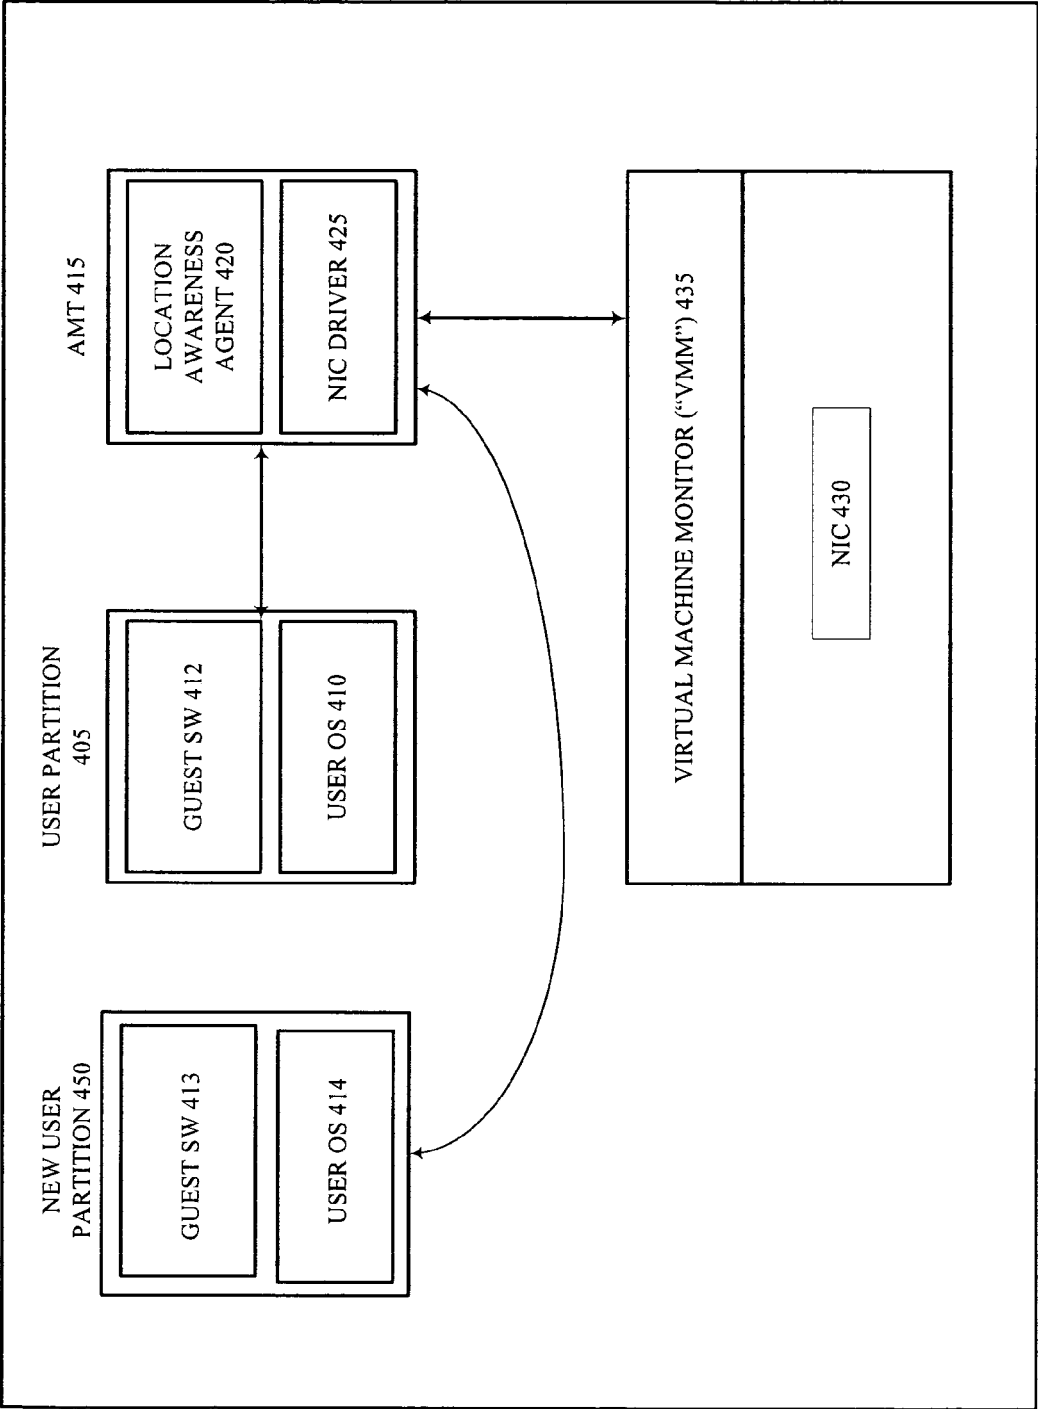 NEW USER
PARTITION 450
GUEST SW 413
USER OS 414
USER PARTITION
405
GUEST SW 412
USER OS 410
AMT 415
LOCATION
AWARENESS
AGENT 420
NIC DRIVER 425
VIRTUAL MACHINE MONITOR (“VMM”) 435
NIC 430